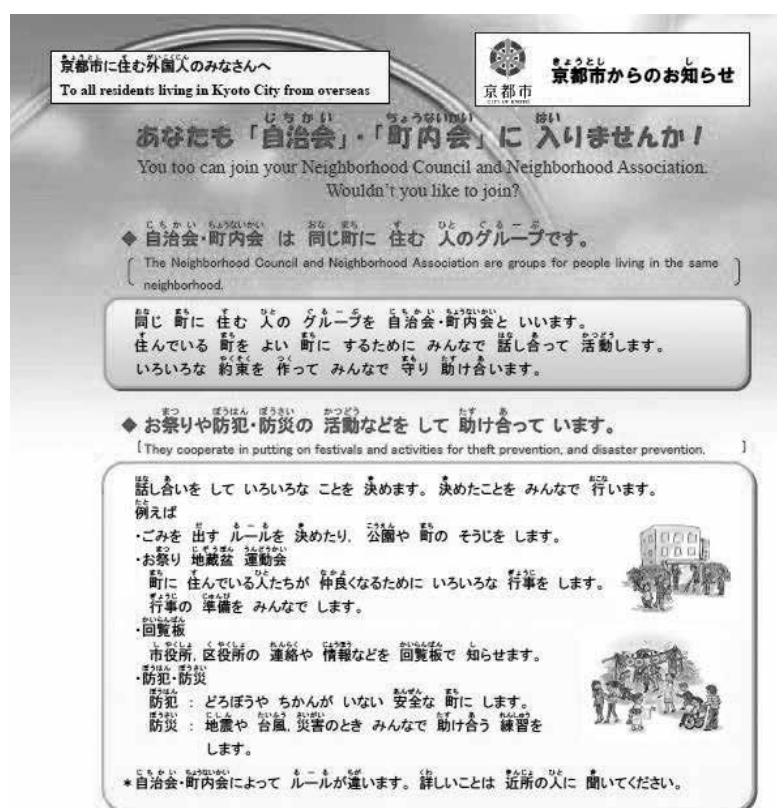 京都市に住む外国人のみなさんへ
To all residents living in Kyoto City from overseas
京都市
CITY OF KYOTO
京都市からのお知らせ
あなたも「自治会」・「町内会」に 入りませんか!
You too can join your Neighborhood Council and Neighborhood Association.
Wouldn't you like to join?
◆ 自治会・町内会 は 同じ町に 住む 人のグループです。
[ The Neighborhood Council and Neighborhood Association are groups for people living in the same
neighborhood. ]
同じ 町に 住む 人の グループを 自治会・町内会と いいます。
住んでいる 町を よい 町に するために みんなで 話し合って 活動します。
いろいろな 約束を 作って みんなで 守り 助け合います。
◆ お祭りや防犯・防災の 活動などを して 助け合って います。
[They cooperate in putting on festivals and activities for theft prevention, and disaster prevention. ]
話し合いを して いろいろな ことを 決めます。 決めたことを みんなで 行います。
例えば
・ごみを 出す ルールを 決めたり, 公園や 町の そうじを します。
・お祭り 地蔵盆 運動会
町に 住んでいる人たちが 仲良くなるために いろいろな 行事を します。
行事の 準備を みんなで します。
・回覧板
市役所, 区役所の 連絡や 情報などを 回覧板で 知らせます。
・防犯・防災
防犯 : どろぼうや ちかんが いない 安全な 町に します。
防災 : 地震や 台風, 災害のとき みんなで 助け合う 練習を
します。
*自治会・町内会によって ルールが違います。 詳しいことは 近所の人に 聞いてください。